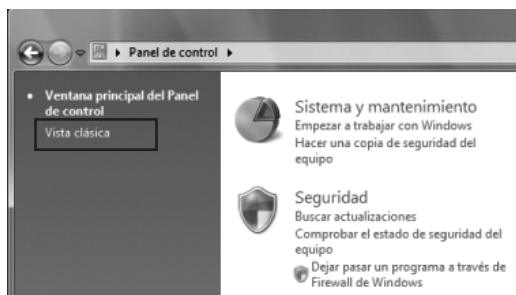 Panel de control
Ventana principal del Panel
de control
Vista clásica
Sistema y mantenimiento
Empezar a trabajar con Windows
Hacer una copia de seguridad del
equipo
Seguridad
Buscar actualizaciones
Comprobar el estado de seguridad del
equipo
Dejar pasar un programa a través de
Firewall de Windows